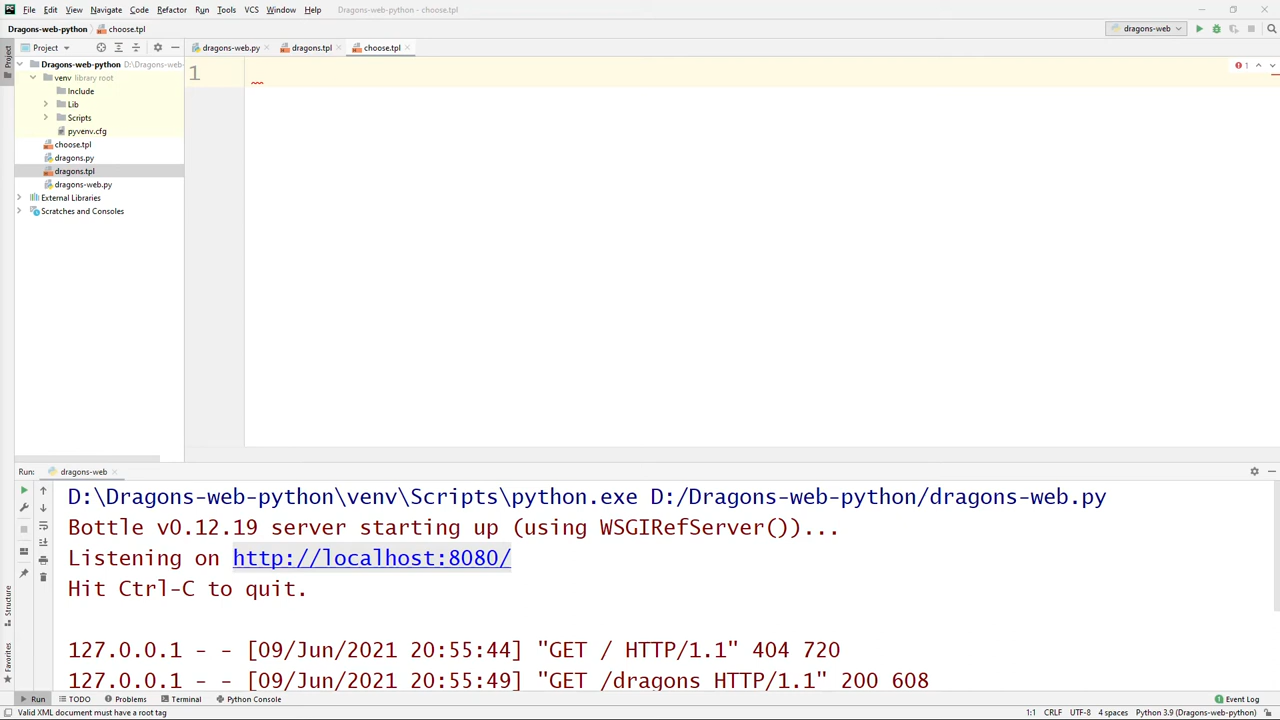 PC File Edit View Navigate Code Refactor Run Tools VCS Window Help Dragons-web-python - choose.tpl
Dragons-web-python choose.tpl dragons-web
Project
Project
dragons-web.py dragons.tpl choose.tpl
Dragons-web-python D:\Dragons-web
venv library root
Include
Lib
Scripts
pyvenv.cfg
choose.tpl
dragons.py
dragons.tpl
dragons-web.py
External Libraries
Scratches and Consoles
1
1
Run: dragons-web
D:\Dragons-web-python\venv\Scripts\python.exe D:/Dragons-web-python/dragons-web.py
Bottle v0.12.19 server starting up (using WSGIRefServer())...
Listening on http://localhost:8080/
Hit Ctrl-C to quit.
127.0.0.1 - - [09/Jun/2021 20:55:44] "GET / HTTP/1.1" 404 720
127.0.0.1 - - [09/Jun/2021 20:55:49] "GET /dragons HTTP/1.1" 200 608
Structure
Favorites
Run TODO Problems Terminal Python Console Event Log
Valid XML document must have a root tag 1:1 CRLF UTF-8 4 spaces Python 3.9 (Dragons-web-python)